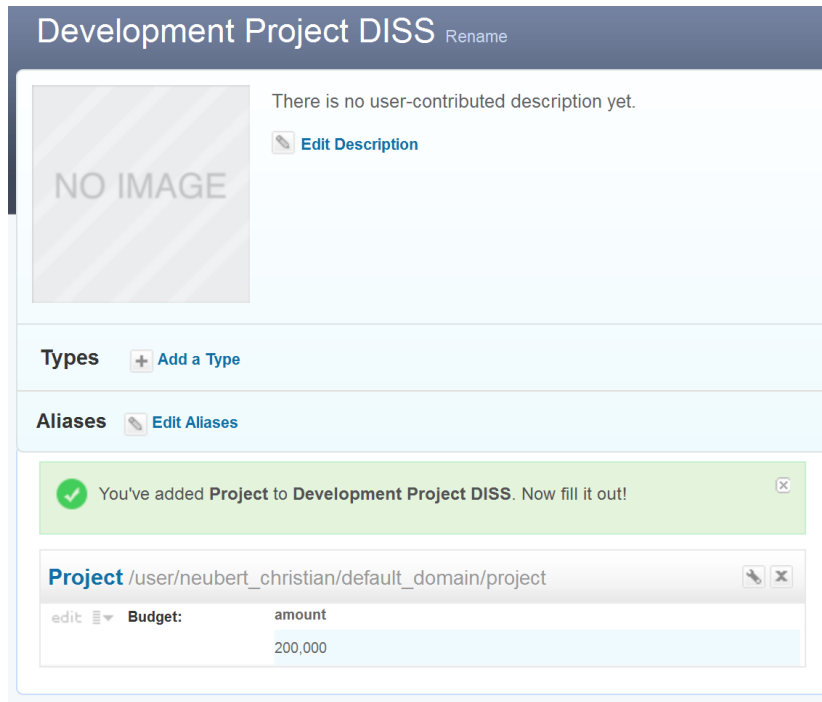 Development Project DISS Rename
There is no user-contributed description yet.
Edit Description
NO IMAGE
Types Add a Type
Aliases Edit Aliases
You've added Project to Development Project DISS. Now fill it out!
Project /user/neubert_christian/default_domain/project
edit Budget: amount
200,000